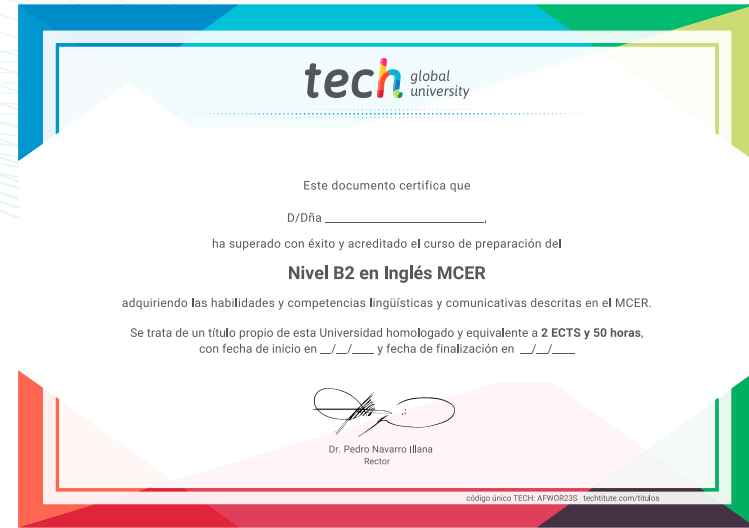 tech global university
Este documento certifica que
D/Dña ________________________,
ha superado con éxito y acreditado el curso de preparación del
Nivel B2 en Inglés MCER
adquiriendo las habilidades y competencias lingüísticas y comunicativas descritas en el MCER.
Se trata de un título propio de esta Universidad homologado y equivalente a 2 ECTS y 50 horas,
con fecha de inicio en __/__/____ y fecha de finalización en __/__/____
Dr. Pedro Navarro Illana
Rector
código único TECH: AFWOR23S techtitute.com/titulos